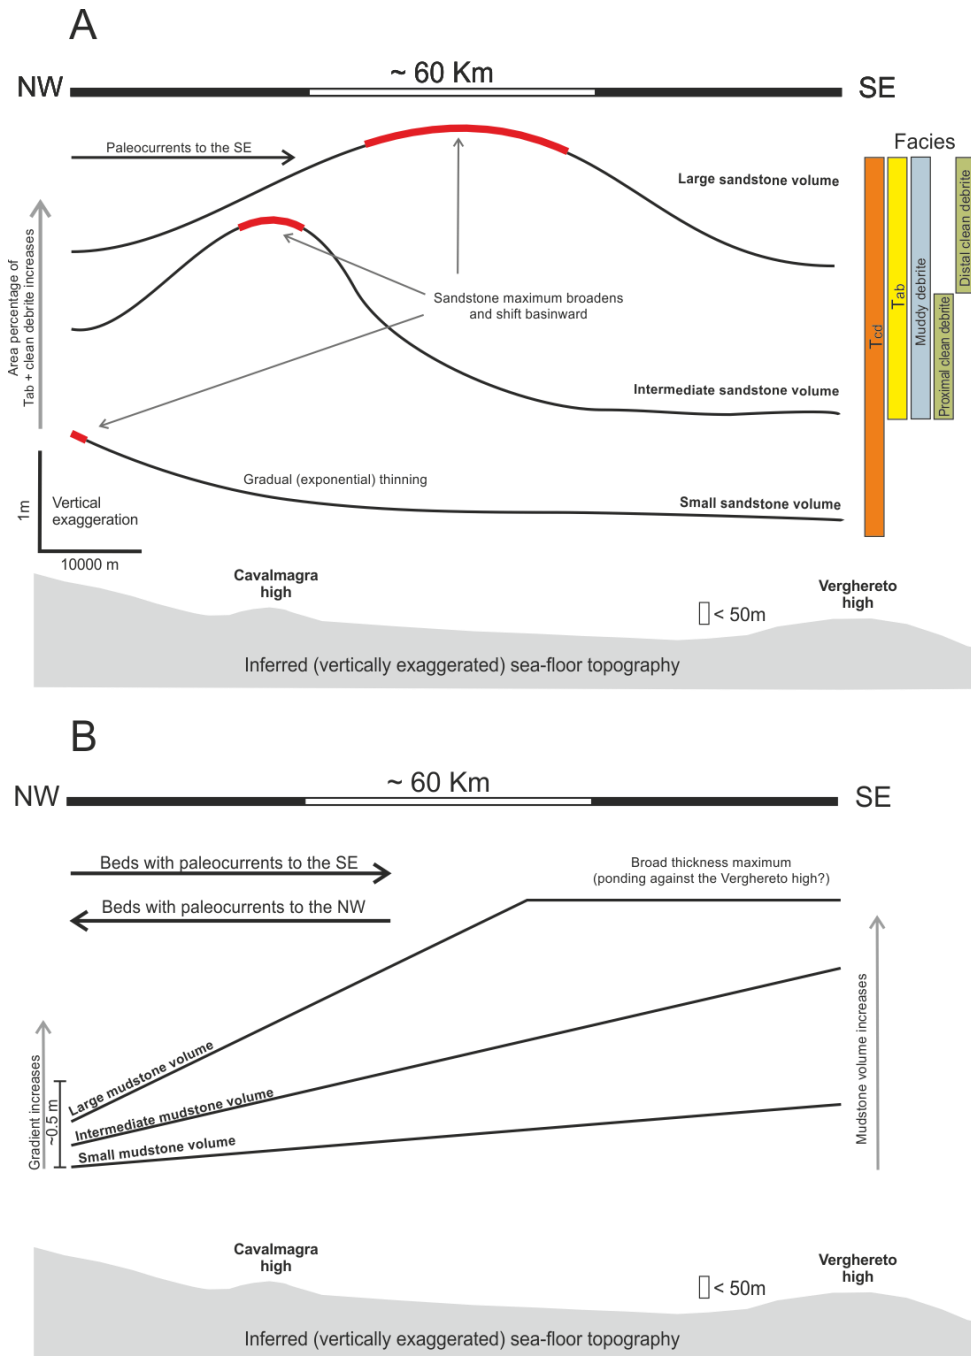 A
NW
~ 60 Km
SE
Paleocurrents to the SE
Facies
Large sandstone volume
Area percentage of
Tab + clean debrite increases
Sandstone maximum broadens
and shift basinward
Tcd
Tab
Muddy debrite
Proximal clean debrite
Distal clean debrite
Intermediate sandstone volume
Gradual (exponential) thinning
Small sandstone volume
1m
Vertical
exaggeration
10000 m
Cavalmagra
high
Verghereto
high
< 50m
Inferred (vertically exaggerated) sea-floor topography
B
NW
~ 60 Km
SE
Beds with paleocurrents to the SE
Beds with paleocurrents to the NW
Broad thickness maximum
(ponding against the Verghereto high?)
Gradient increases
~0.5 m
Large mudstone volume
Intermediate mudstone volume
Small mudstone volume
Mudstone volume increases
Cavalmagra
high
Verghereto
high
< 50m
Inferred (vertically exaggerated) sea-floor topography